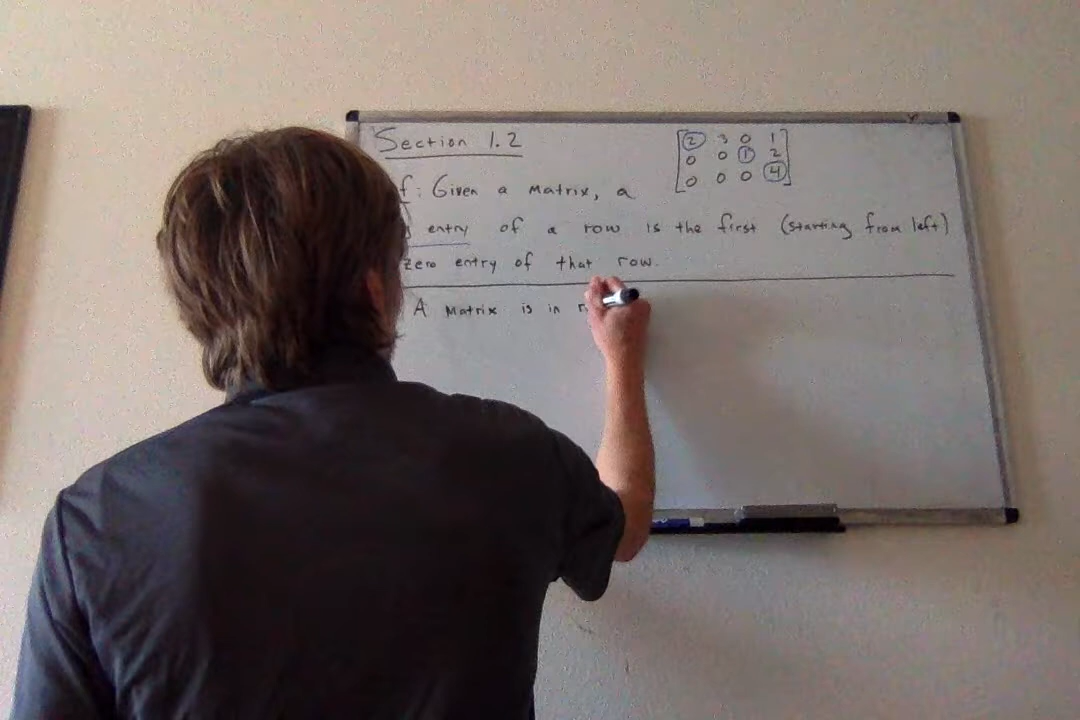 Section 1.2
2 3 0 1
0 0 1 2
0 0 0 4
f: Given a matrix, a
entry of a row is the first (starting from left)
zero entry of that row.
A matrix is in r